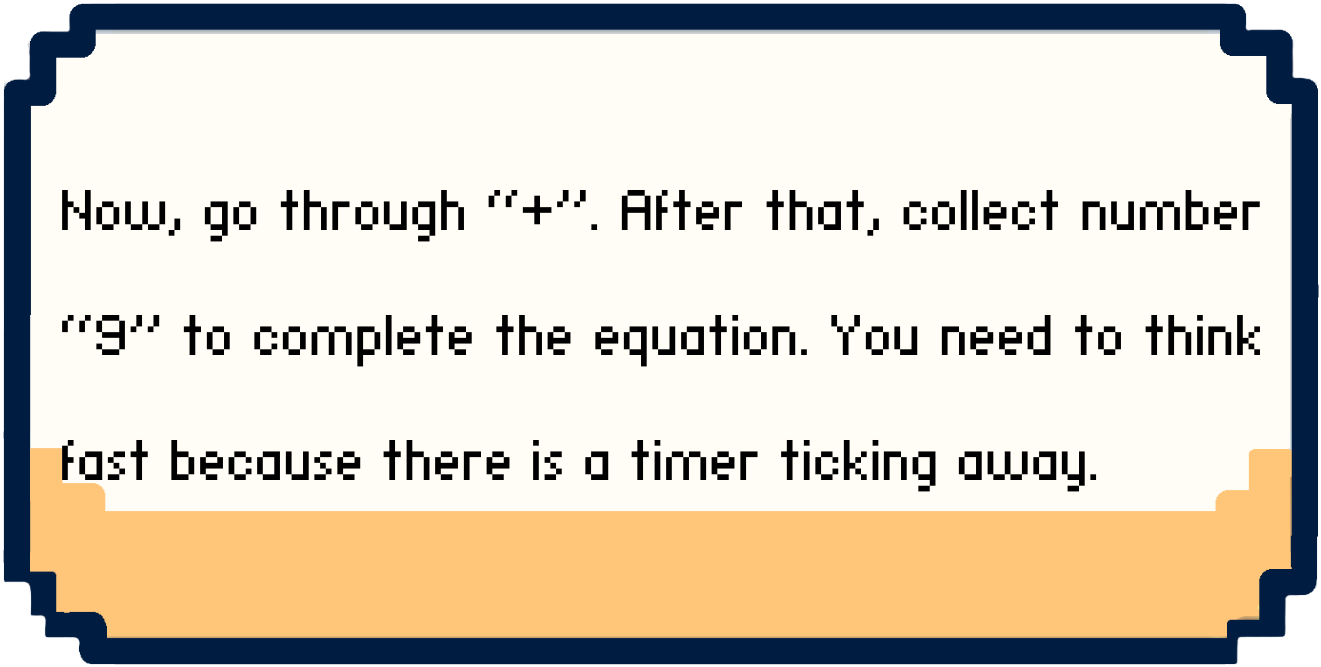 Now, go through “+”. After that, collect number
“9” to complete the equation. You need to think
fast because there is a timer ticking away.